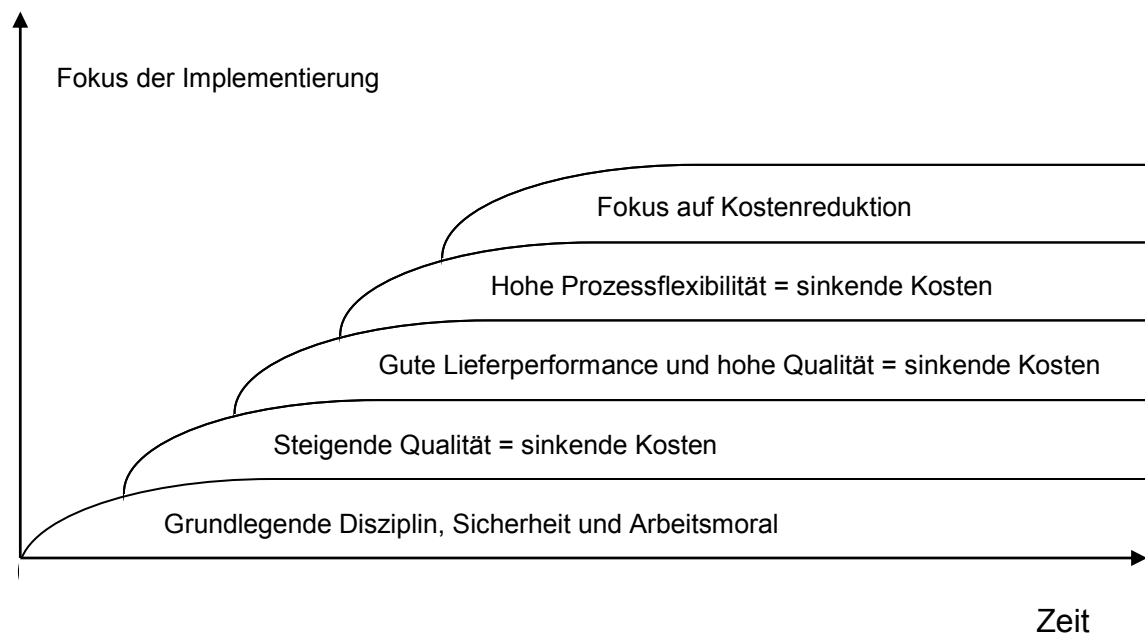 Fokus der Implementierung
Fokus auf Kostenreduktion
Hohe Prozessflexibilität = sinkende Kosten
Gute Lieferperformance und hohe Qualität = sinkende Kosten
Steigende Qualität = sinkende Kosten
Grundlegende Disziplin, Sicherheit und Arbeitsmoral
Zeit